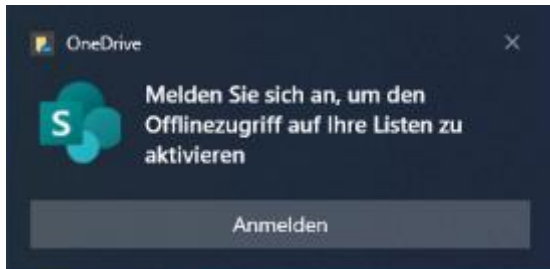 OneDrive
S
Melden Sie sich an, um den
Offlinezugriff auf Ihre Listen zu
aktivieren
Anmelden